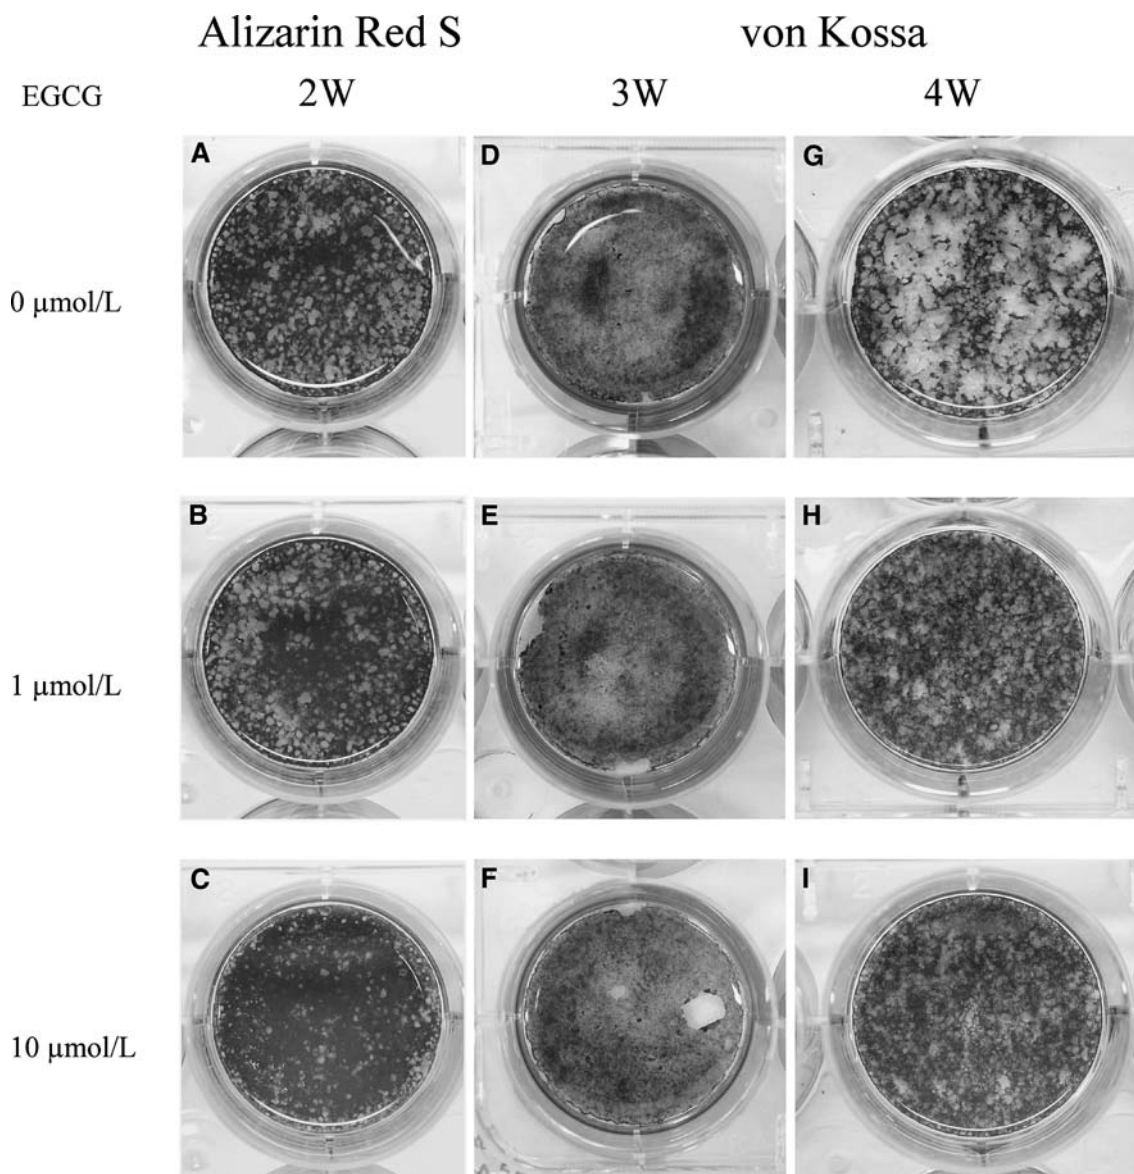 Alizarin Red S von Kossa
EGCG 2W 3W 4W
A D G
0 µmol/L
B E H
1 µmol/L
C F I
10 µmol/L